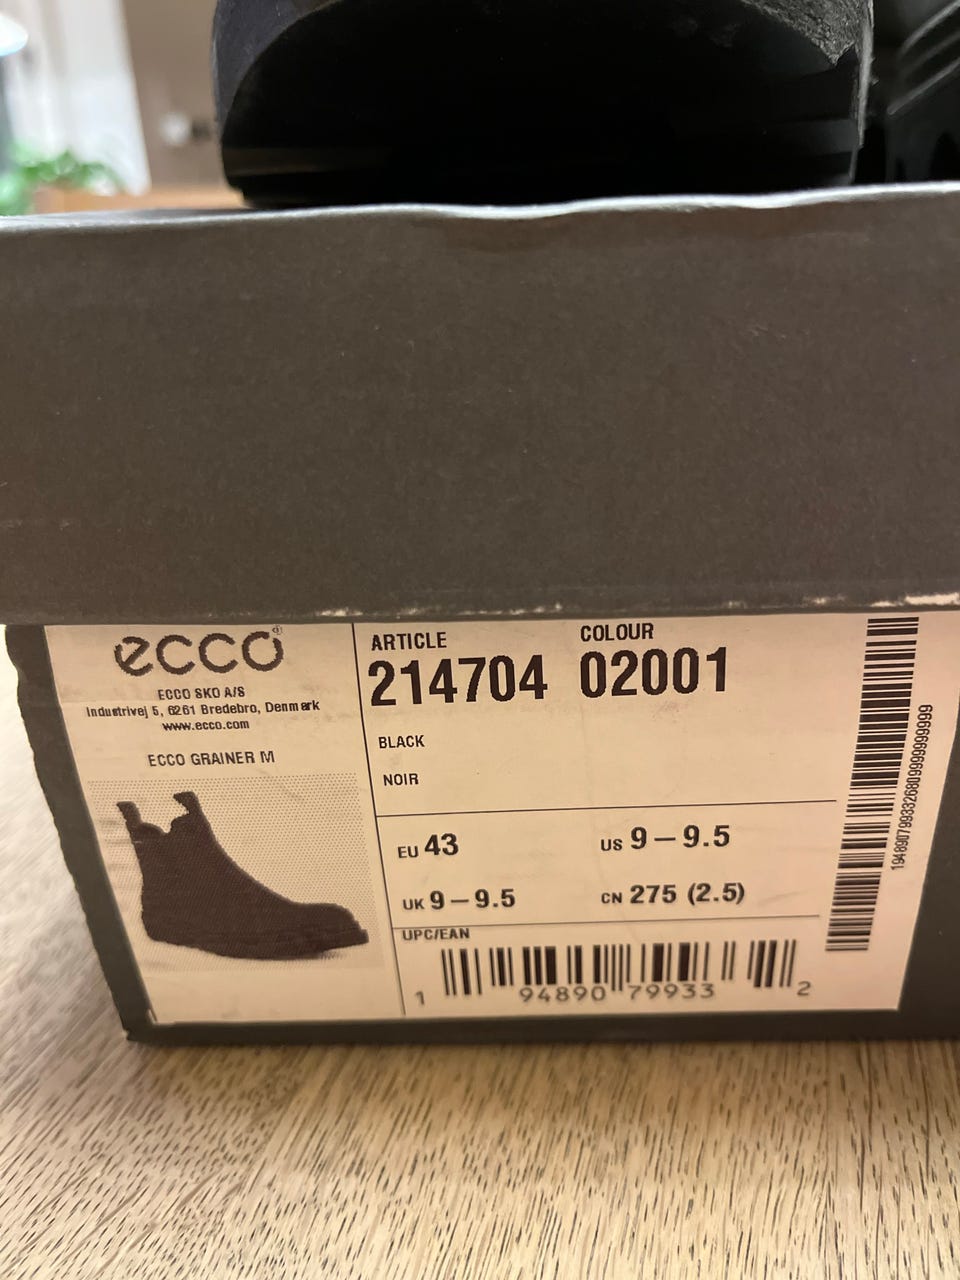 ecco®
ECCO SKO A/S
Industrivej 5, 6261 Bredebro, Denmark
www.ecco.com
ECCO GRAINER M
ARTICLE
214704
COLOUR
02001
BLACK
NOIR
EU 43
US 9 – 9.5
UK 9 – 9.5
CN 275 (2.5)
UPC/EAN
1 94890 79933 2